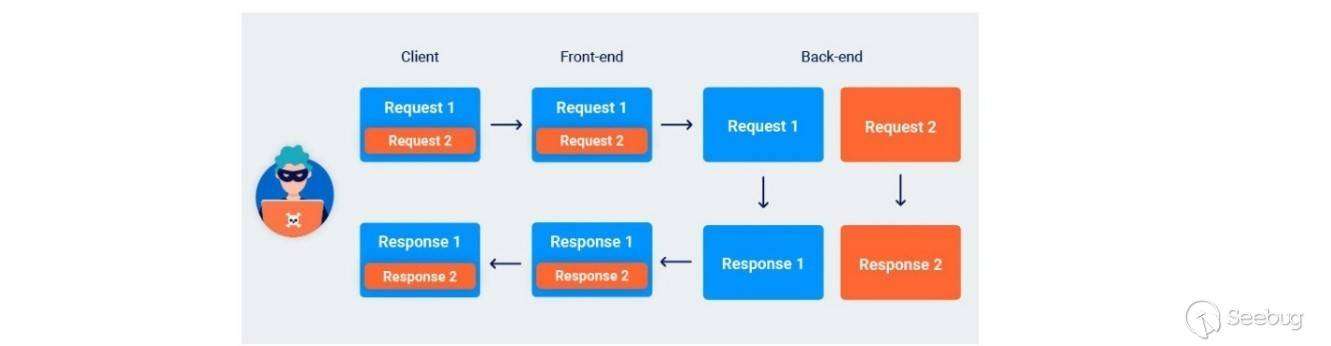 Client Front-end Back-end
Request 1 Request 1
Request 2 Request 2
Request 1 Request 2
Response 1 Response 1
Response 2 Response 2
Response 1 Response 2
Seebug